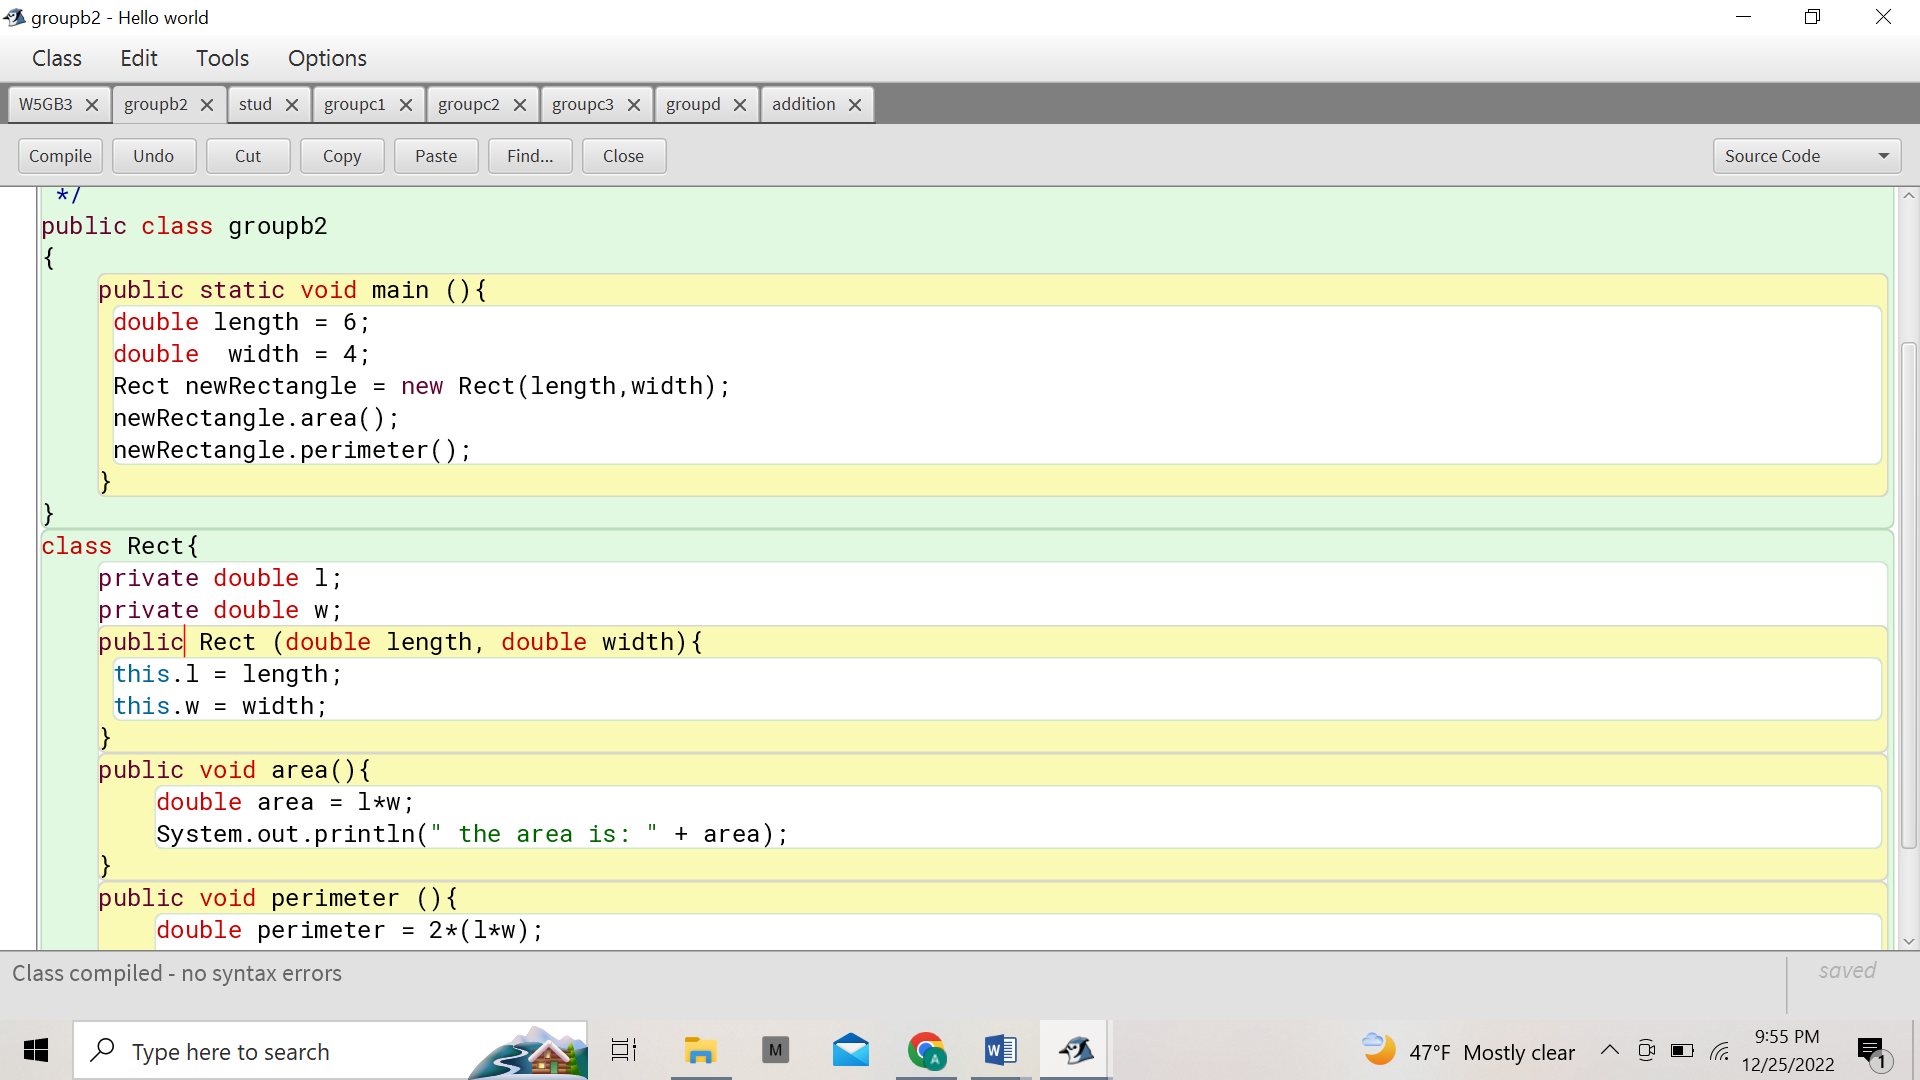 groupb2 - Hello world
Class Edit Tools Options
W5GB3 groupb2 stud groupc1 groupc2 groupc3 groupd addition
Compile Undo Cut Copy Paste Find... Close Source Code
*/
public class groupb2
{
public static void main (){
double length = 6;
double  width = 4;
Rect newRectangle = new Rect(length,width);
newRectangle.area();
newRectangle.perimeter();
}
}
class Rect{
private double l;
private double w;
public Rect (double length, double width){
this.l = length;
this.w = width;
}
public void area(){
double area = l*w;
System.out.println(" the area is: " + area);
}
public void perimeter (){
double perimeter = 2*(l*w);
Class compiled - no syntax errors
saved
Type here to search
M
A
W
47°F Mostly clear
9:55 PM
12/25/2022
1